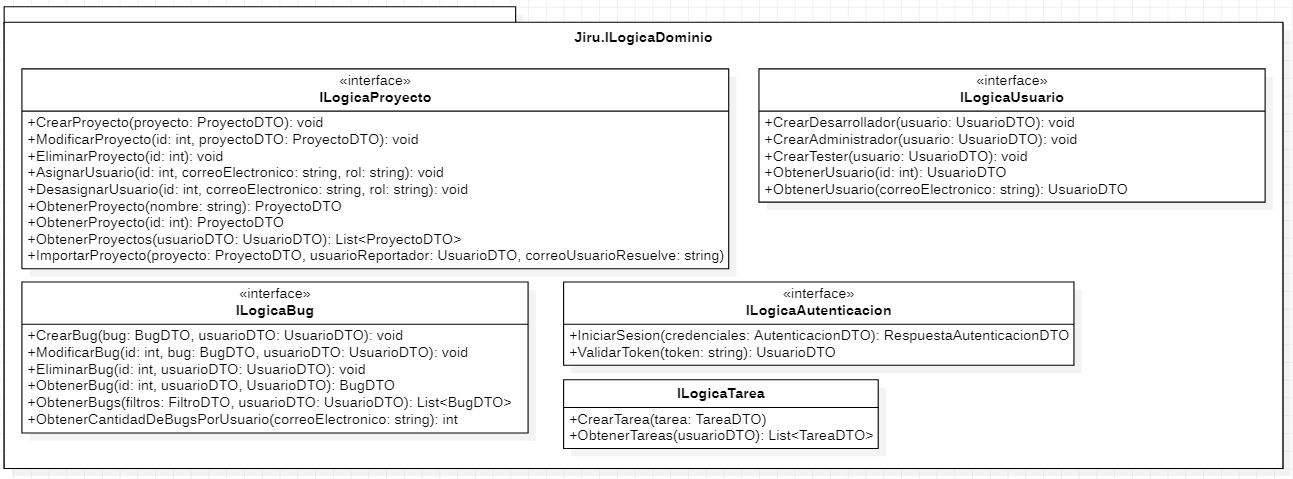 Jiru.ILogicaDominio
«interface»
ILogicaProyecto
+CrearProyecto(proyecto: ProyectoDTO): void
+ModificarProyecto(id: int, proyectoDTO: ProyectoDTO): void
+EliminarProyecto(id: int): void
+AsignarUsuario(id: int, correoElectronico: string, rol: string): void
+DesasignarUsuario(id: int, correoElectronico: string, rol: string): void
+ObtenerProyecto(nombre: string): ProyectoDTO
+ObtenerProyecto(id: int): ProyectoDTO
+ObtenerProyectos(usuarioDTO: UsuarioDTO): List<ProyectoDTO>
+ImportarProyecto(proyecto: ProyectoDTO, usuarioReportador: UsuarioDTO, correoUsuarioResuelve: string)
«interface»
ILogicaUsuario
+CrearDesarrollador(usuario: UsuarioDTO): void
+CrearAdministrador(usuario: UsuarioDTO): void
+CrearTester(usuario: UsuarioDTO): void
+ObtenerUsuario(id: int): UsuarioDTO
+ObtenerUsuario(correoElectronico: string): UsuarioDTO
«interface»
ILogicaBug
+CrearBug(bug: BugDTO, usuarioDTO: UsuarioDTO): void
+ModificarBug(id: int, bug: BugDTO, usuarioDTO: UsuarioDTO): void
+EliminarBug(id: int, usuarioDTO: UsuarioDTO): void
+ObtenerBug(id: int, usuarioDTO, UsuarioDTO): BugDTO
+ObtenerBugs(filtros: FiltroDTO, usuarioDTO: UsuarioDTO): List<BugDTO>
+ObtenerCantidadDeBugsPorUsuario(correoElectronico: string): int
«interface»
ILogicaAutenticacion
+IniciarSesion(credenciales: AutenticacionDTO): RespuestaAutenticacionDTO
+ValidarToken(token: string): UsuarioDTO
ILogicaTarea
+CrearTarea(tarea: TareaDTO)
+ObtenerTareas(usuarioDTO): List<TareaDTO>